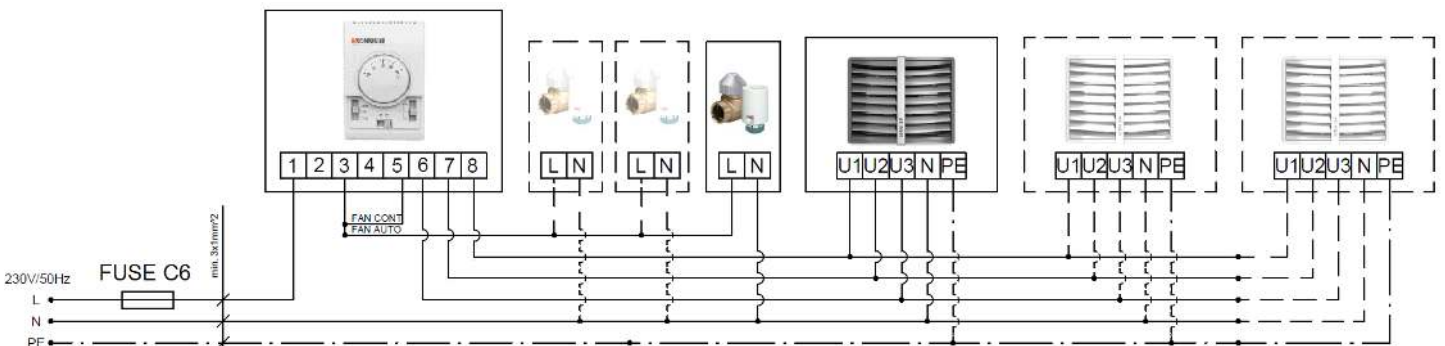 1 2 3 4 5 6 7 8
L N
L N
L N
U1 U2 U3 N PE
U1 U2 U3 N PE
U1 U2 U3 N PE
FAN CONT
FAN AUTO
min. 3x1mm^2
230V/50Hz
FUSE C6
L
N
PE